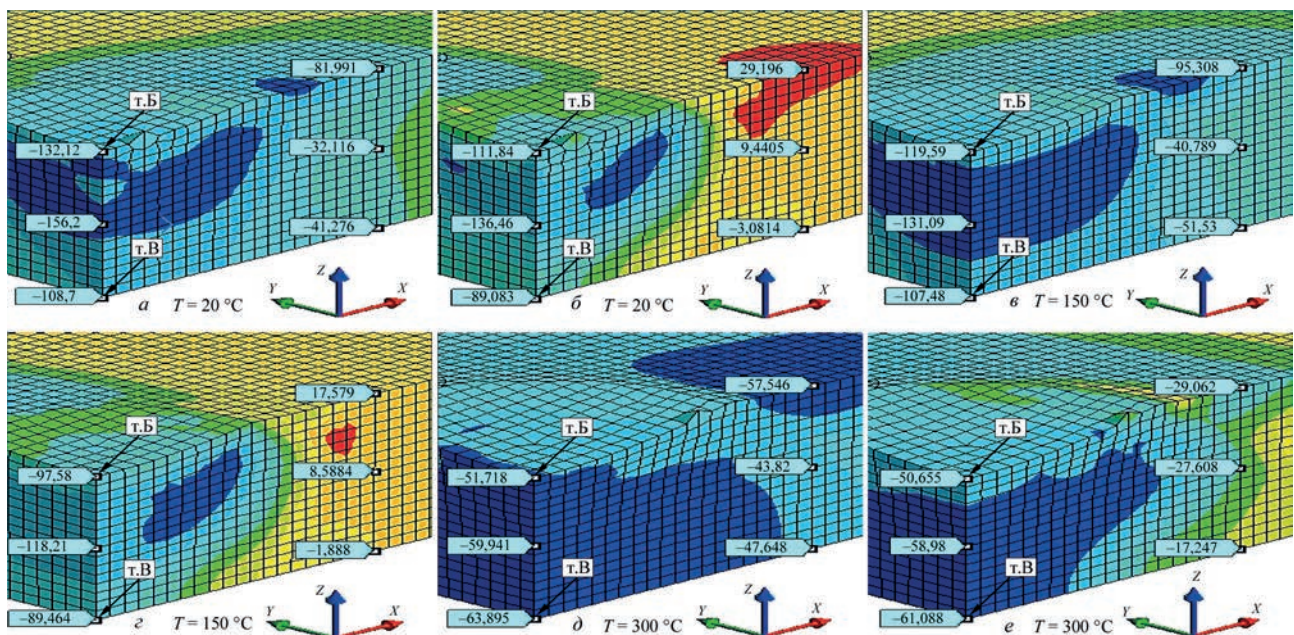 –81,991
т.Б
–132,12
–32,116
–156,2
–41,276
т.В
–108,7
Z
Y
X
а T = 20 °C
29,196
т.Б
–111,84
9,4405
–136,46
–3,0814
т.В
–89,083
Z
Y
X
б T = 20 °C
–95,308
т.Б
–119,59
–40,789
–131,09
–51,53
т.В
–107,48
Z
Y
X
в T = 150 °C
17,579
т.Б
–97,58
8,5884
–118,21
–1,888
т.В
–89,464
Z
Y
X
г T = 150 °C
–57,546
т.Б
–51,718
–43,82
–59,941
–47,648
т.В
–63,895
Z
Y
X
д T = 300 °C
–29,062
т.Б
–50,655
–27,608
–58,98
–17,247
т.В
–61,088
Z
Y
X
е T = 300 °C